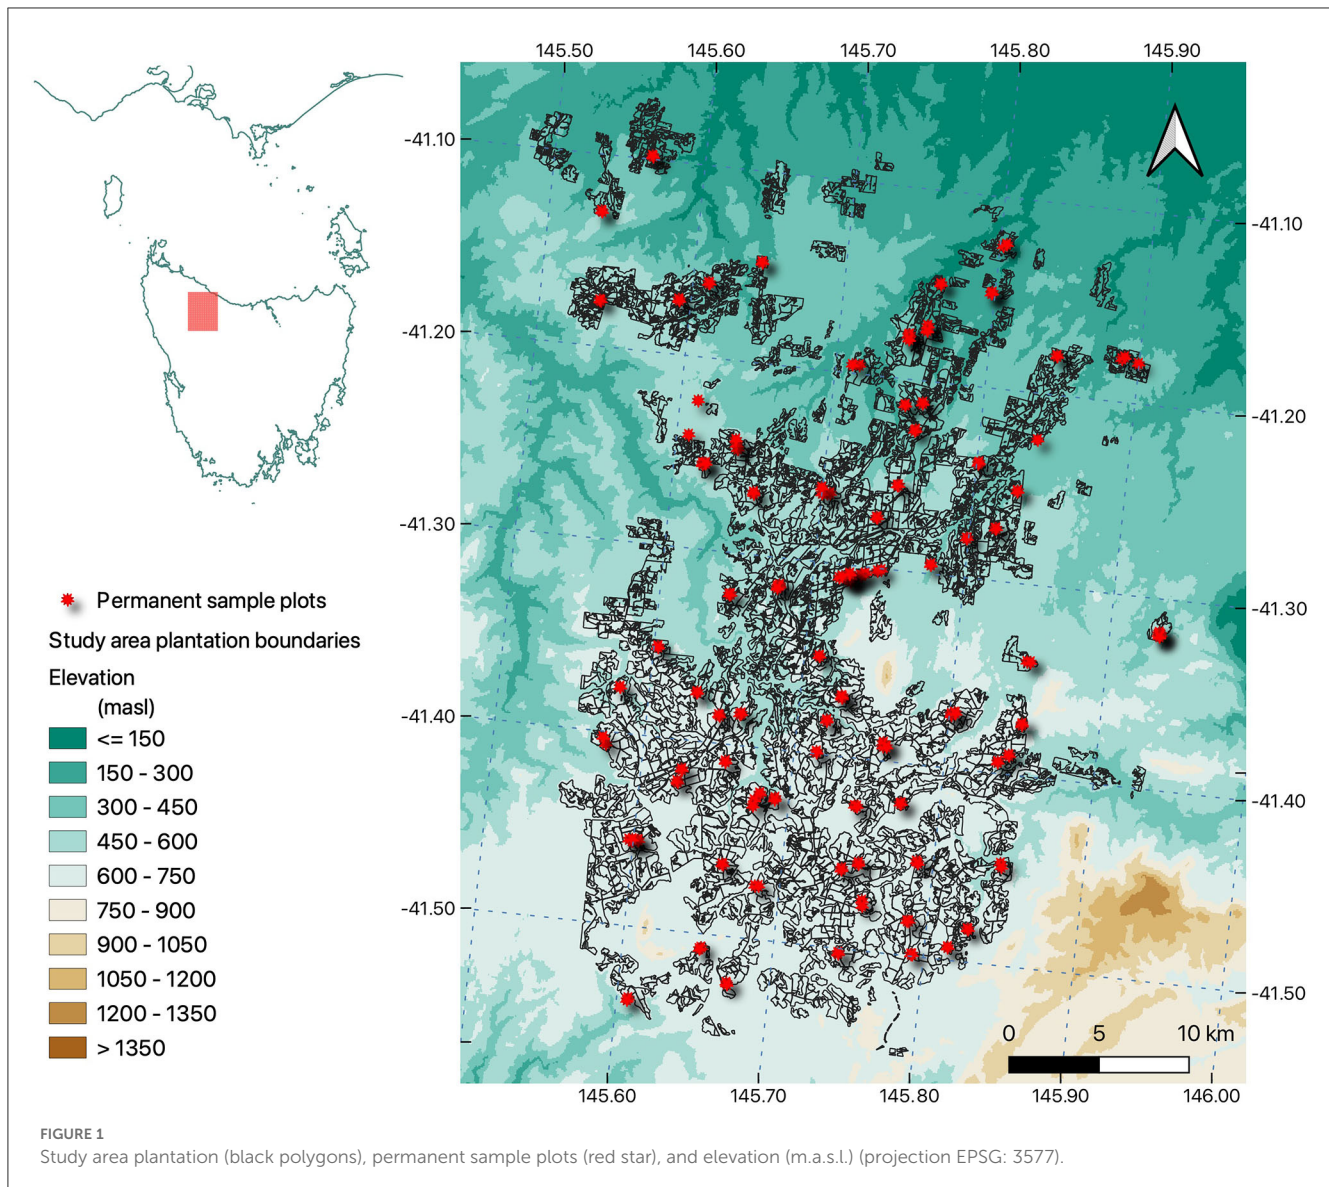 145.50 145.60 145.70 145.80 145.90
-41.10
-41.20
-41.30
-41.40
-41.50
-41.10
-41.20
-41.30
-41.40
-41.50
Permanent sample plots
Study area plantation boundaries
Elevation
(masl)
<= 150
150 - 300
300 - 450
450 - 600
600 - 750
750 - 900
900 - 1050
1050 - 1200
1200 - 1350
> 1350
0 5 10 km
145.60 145.70 145.80 145.90 146.00
FIGURE 1
Study area plantation (black polygons), permanent sample plots (red star), and elevation (m.a.s.l.) (projection EPSG: 3577).